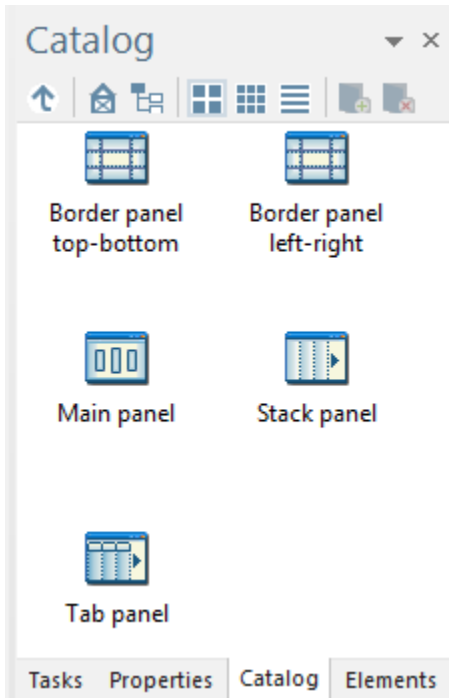 Catalog
Border panel
top-bottom
Border panel
left-right
Main panel
Stack panel
Tab panel
Tasks Properties Catalog Elements